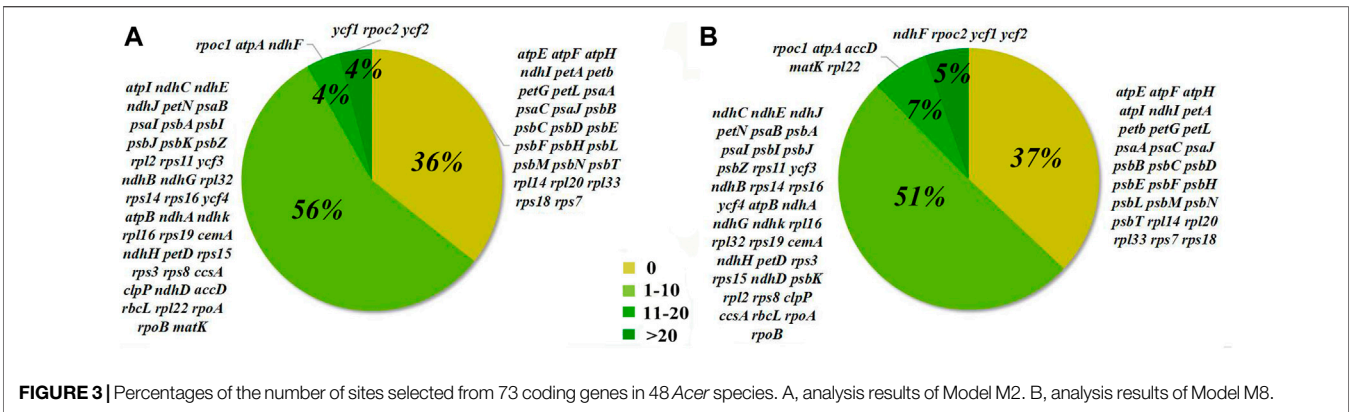 A
rpoc1 atpA ndhF
ycf1 rpoc2 ycf2
atpI ndhC ndhE
ndhJ petN psaB
psaI psbA psbI
psbJ psbK psbZ
rpl2 rps11 ycf3
ndhB ndhG rpl32
rps14 rps16 ycf4
atpB ndhA ndhk
rpl16 rps19 cemA
ndhH petD rps15
rps3 rps8 ccsA
clpP ndhD accD
rbcL rpl22 rpoA
rpoB matK
4%
4%
56%
36%
atpE atpF atpH
ndhI petA petb
petG petL psaA
psaC psaJ psbB
psbC psbD psbE
psbF psbH psbL
psbM psbN psbT
rpl14 rpl20 rpl33
rps18 rps7
0
1-10
11-20
>20
B
ndhF rpoc2 ycf1 ycf2
rpoc1 atpA accD
matK rpl22
ndhC ndhE ndhJ
petN psaB psbA
psaI psbI psbJ
psbZ rps11 ycf3
ndhB rps14 rps16
ycf4 atpB ndhA
ndhG ndhk rpl16
rpl32 rps19 cemA
ndhH petD rps3
rps15 ndhD psbK
rpl2 rps8 clpP
ccsA rbcL rpoA
rpoB
5%
7%
51%
37%
atpE atpF atpH
atpI ndhI petA
petb petG petL
psaA psaC psaJ
psbB psbC psbD
psbE psbF psbH
psbL psbM psbN
psbT rpl14 rpl20
rpl33 rps7 rps18
FIGURE 3 | Percentages of the number of sites selected from 73 coding genes in 48 Acer species. A, analysis results of Model M2. B, analysis results of Model M8.